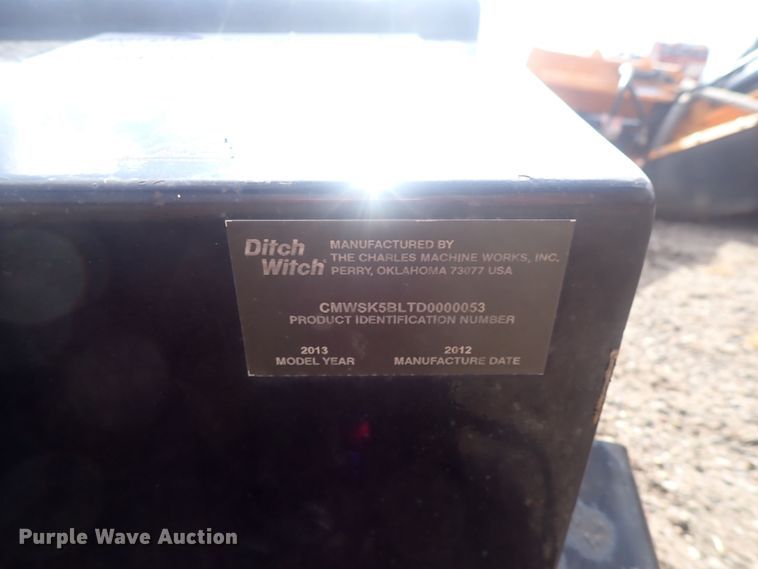 Ditch
Witch
MANUFACTURED BY
THE CHARLES MACHINE WORKS, INC.
PERRY, OKLAHOMA 73077 USA
CMWSK5BLTD0000053
PRODUCT IDENTIFICATION NUMBER
2013
MODEL YEAR
2012
MANUFACTURE DATE
Purple Wave Auction